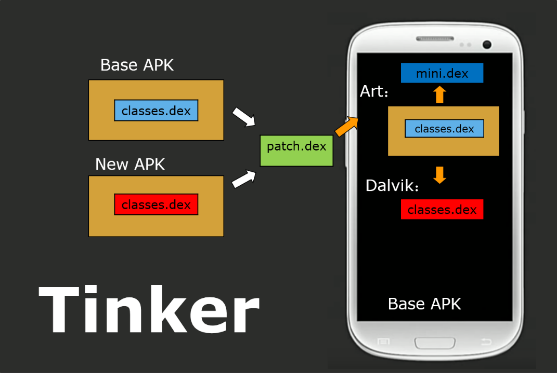 Base APK
classes.dex
New APK
classes.dex
patch.dex
Tinker
mini.dex
Art：
classes.dex
Dalvik：
classes.dex
Base APK